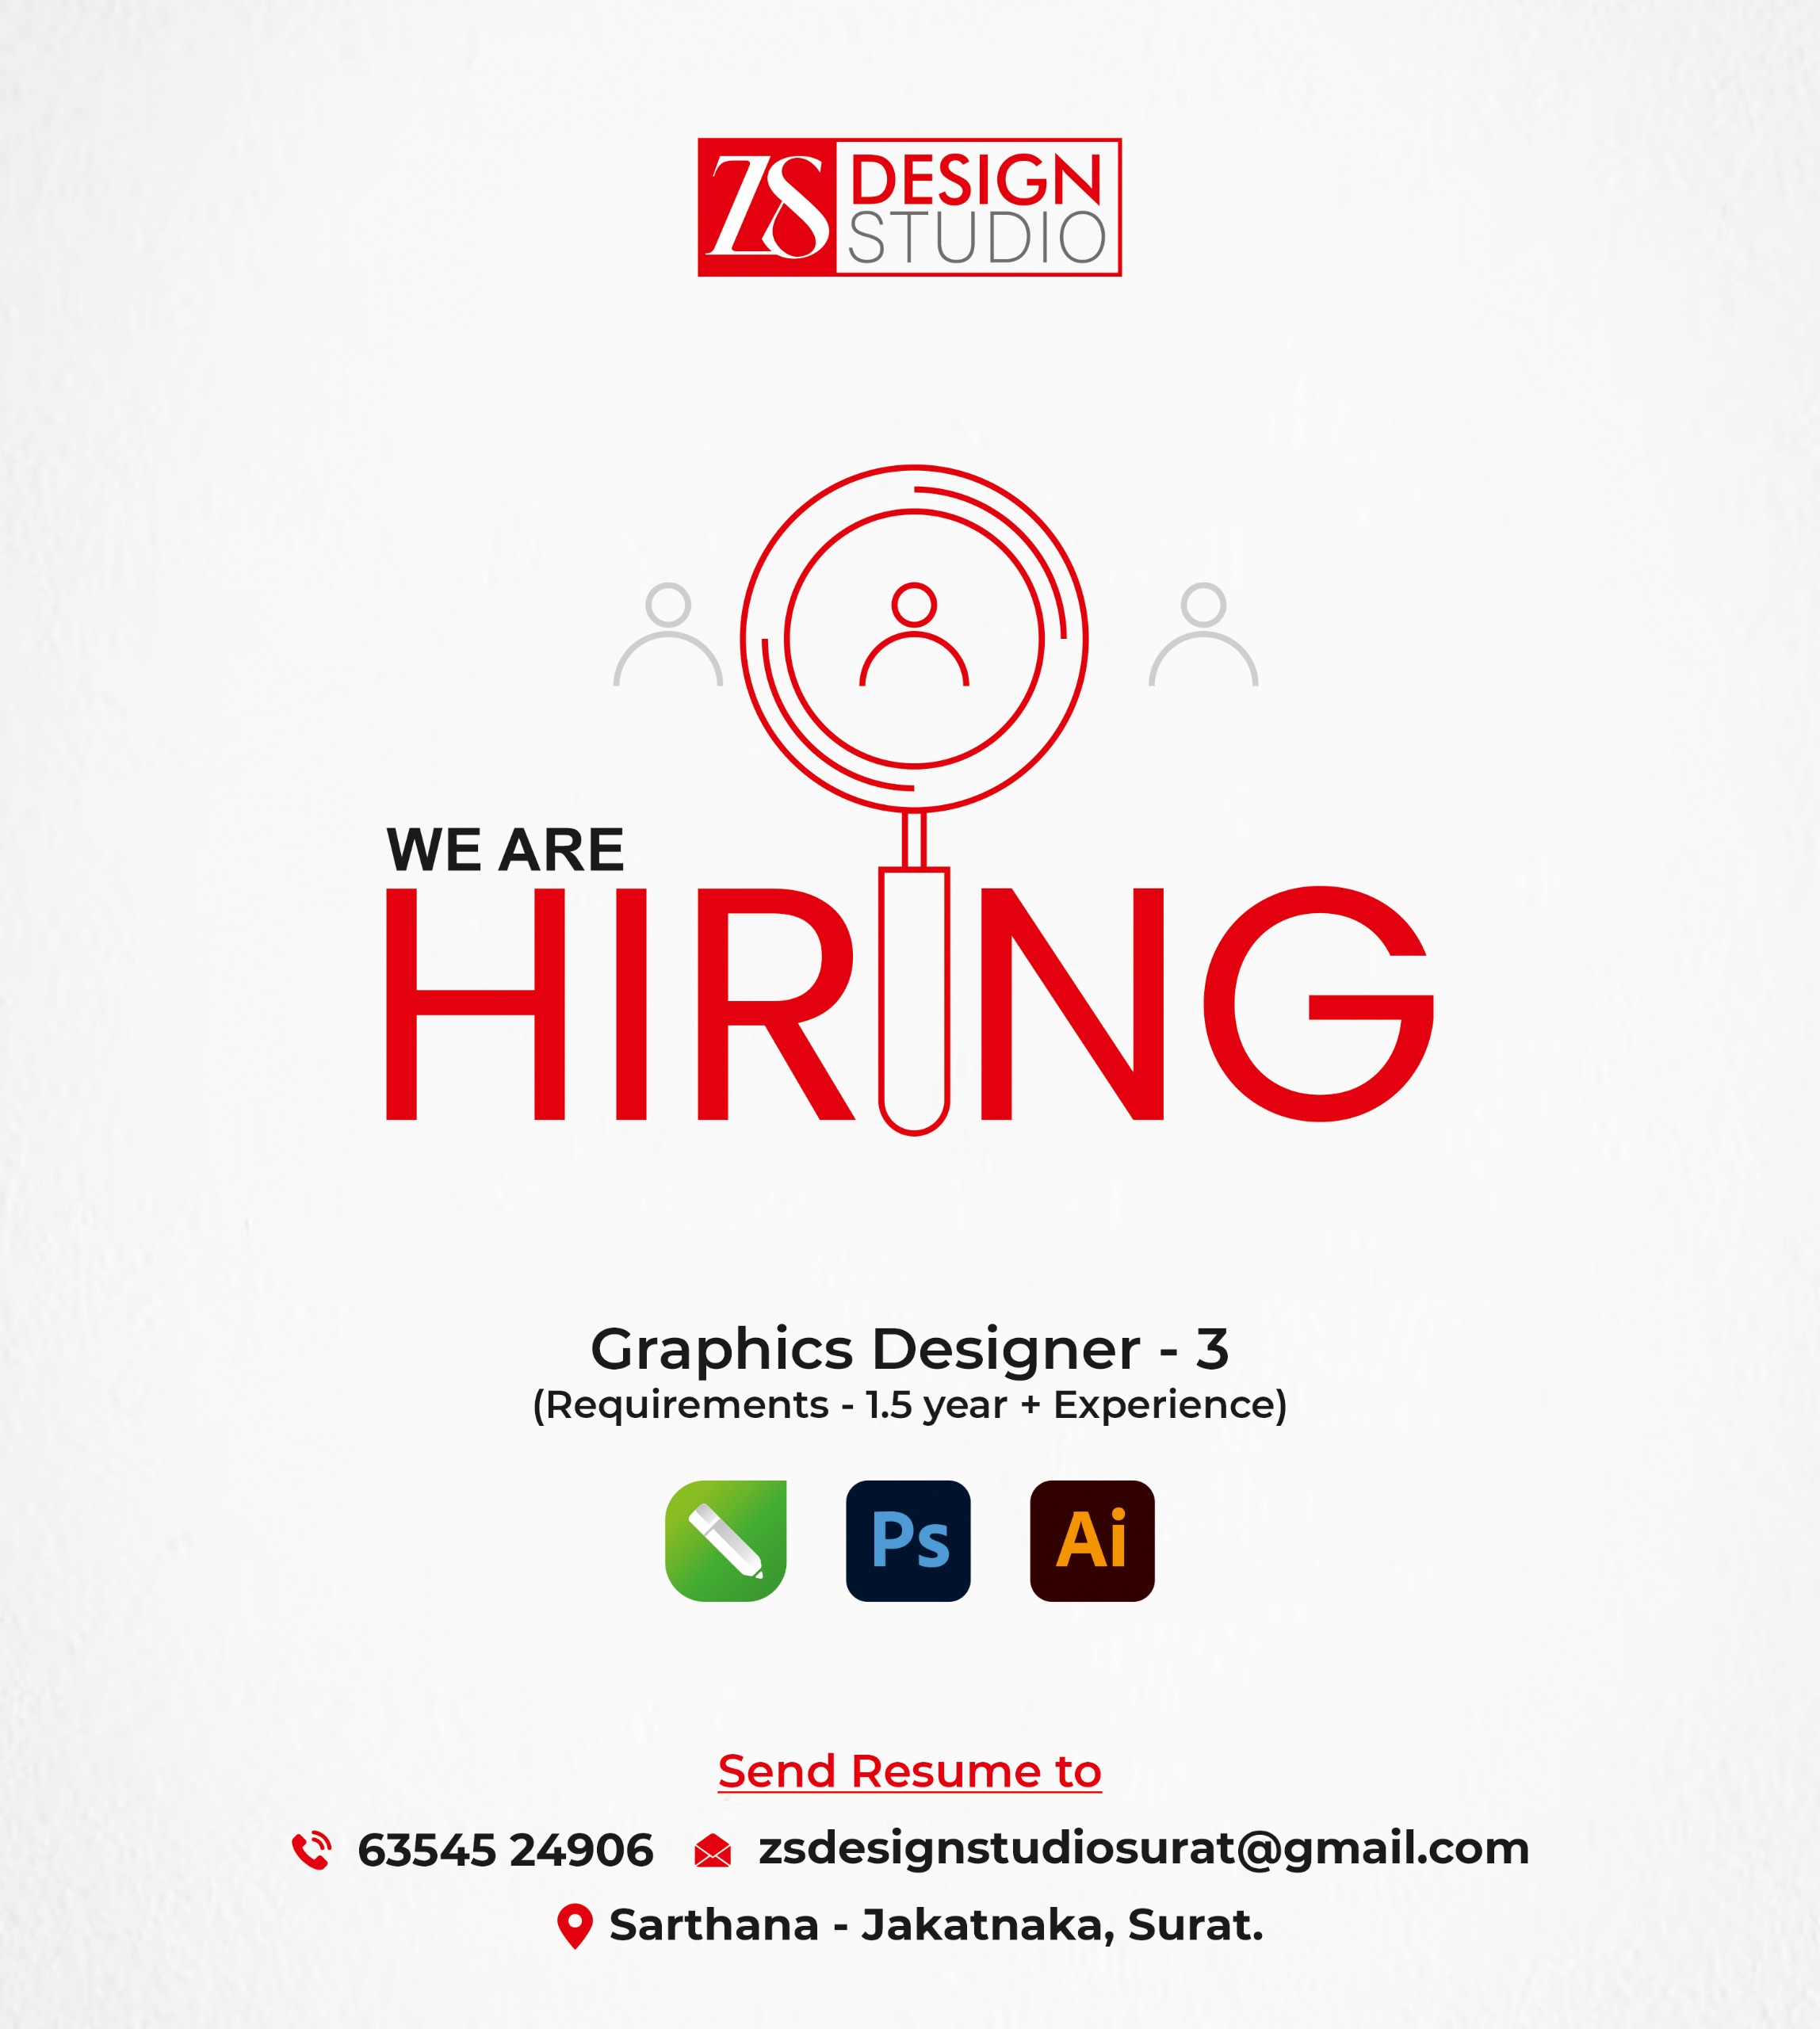 ZS DESIGN
STUDIO
WE ARE
HIRING
Graphics Designer - 3
(Requirements - 1.5 year + Experience)
Ps Ai
Send Resume to
63545 24906 zsdesignstudiosurat@gmail.com
Sarthana - Jakatnaka, Surat.